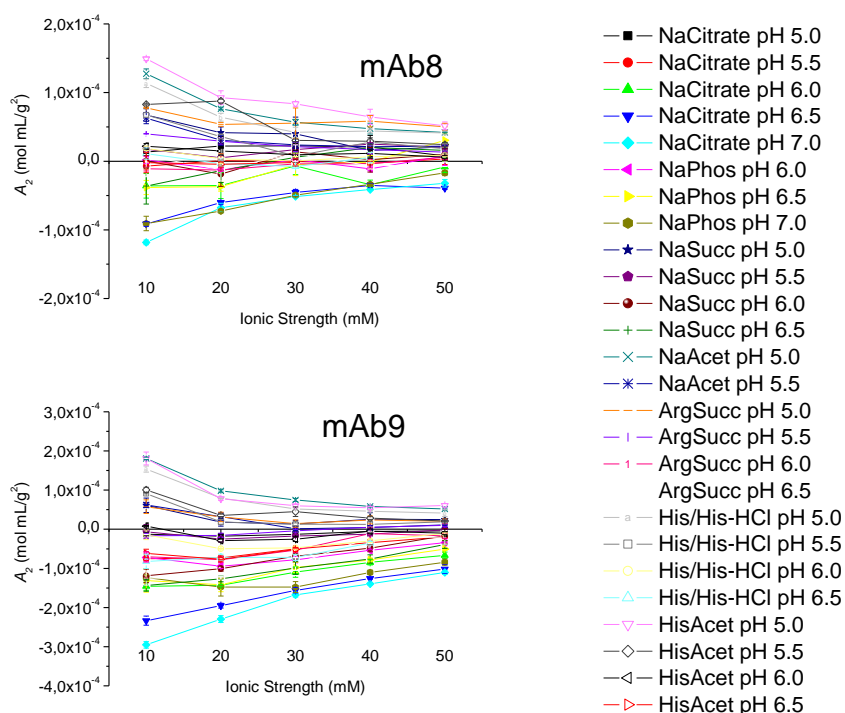 2,0x10⁻⁴
1,0x10⁻⁴
0,0
-1,0x10⁻⁴
-2,0x10⁻⁴
A₂ (mol mL/g²)
mAb8
10 20 30 40 50
Ionic Strength (mM)
3,0x10⁻⁴
2,0x10⁻⁴
1,0x10⁻⁴
0,0
-1,0x10⁻⁴
-2,0x10⁻⁴
-3,0x10⁻⁴
-4,0x10⁻⁴
A₂ (mol mL/g²)
mAb9
10 20 30 40 50
Ionic Strength (mM)
NaCitrate pH 5.0
NaCitrate pH 5.5
NaCitrate pH 6.0
NaCitrate pH 6.5
NaCitrate pH 7.0
NaPhos pH 6.0
NaPhos pH 6.5
NaPhos pH 7.0
NaSucc pH 5.0
NaSucc pH 5.5
NaSucc pH 6.0
NaSucc pH 6.5
NaAcet pH 5.0
NaAcet pH 5.5
ArgSucc pH 5.0
ArgSucc pH 5.5
ArgSucc pH 6.0
ArgSucc pH 6.5
His/His-HCl pH 5.0
His/His-HCl pH 5.5
His/His-HCl pH 6.0
His/His-HCl pH 6.5
HisAcet pH 5.0
HisAcet pH 5.5
HisAcet pH 6.0
HisAcet pH 6.5